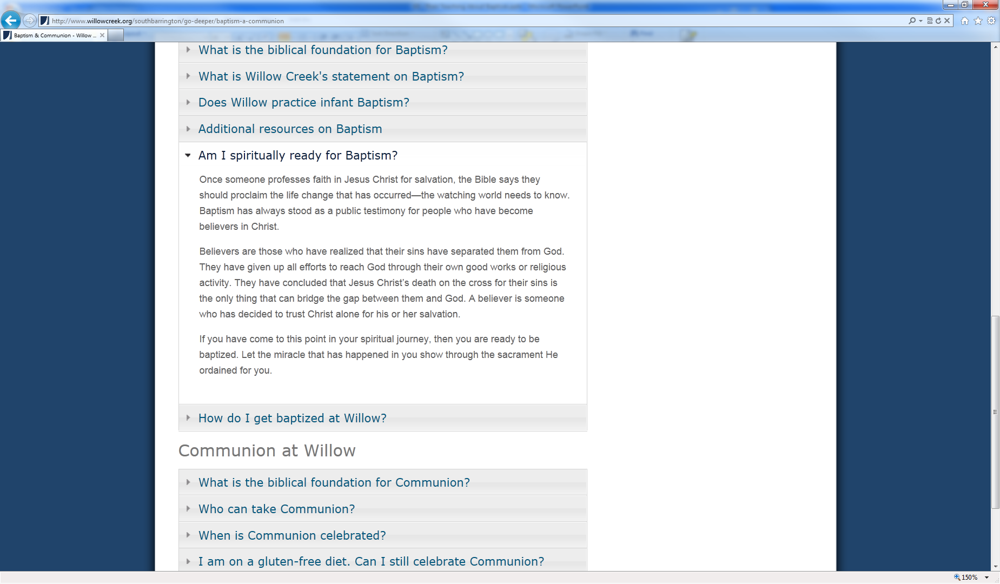 http://www.willowcreek.org/southbarrington/go-deeper/baptism-a-communion
Baptism & Communion - Willow ...
What is the biblical foundation for Baptism?
What is Willow Creek's statement on Baptism?
Does Willow practice infant Baptism?
Additional resources on Baptism
Am I spiritually ready for Baptism?
Once someone professes faith in Jesus Christ for salvation, the Bible says they
should proclaim the life change that has occurred—the watching world needs to know.
Baptism has always stood as a public testimony for people who have become
believers in Christ.
Believers are those who have realized that their sins have separated them from God.
They have given up all efforts to reach God through their own good works or religious
activity. They have concluded that Jesus Christ’s death on the cross for their sins is
the only thing that can bridge the gap between them and God. A believer is someone
who has decided to trust Christ alone for his or her salvation.
If you have come to this point in your spiritual journey, then you are ready to be
baptized. Let the miracle that has happened in you show through the sacrament He
ordained for you.
How do I get baptized at Willow?
Communion at Willow
What is the biblical foundation for Communion?
Who can take Communion?
When is Communion celebrated?
I am on a gluten-free diet. Can I still celebrate Communion?
150%